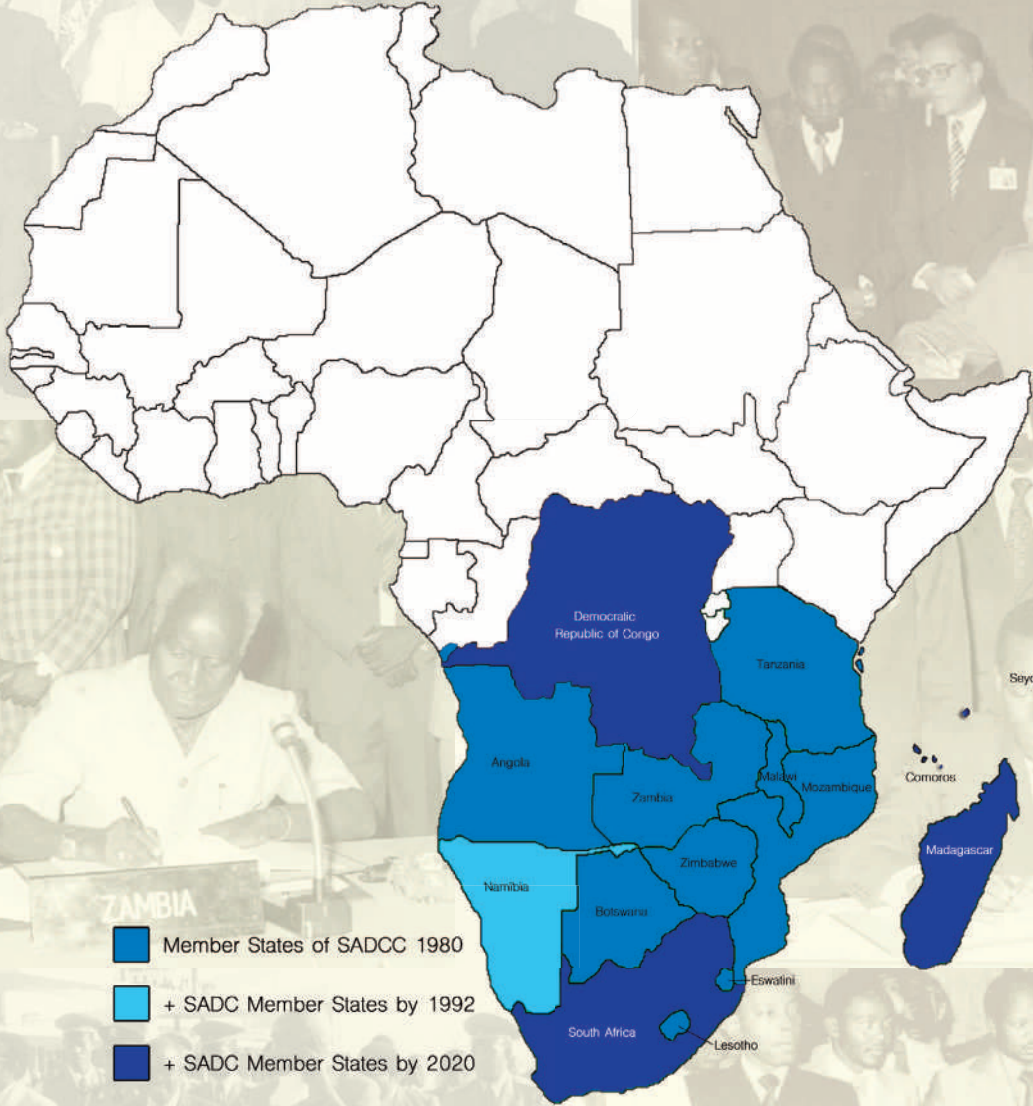 Democratic
Republic of Congo
Tanzania
Seyc
Angola
Malawi
Mozambique
Comoros
Zambia
Madagascar
Zimbabwe
Namibia
Botswana
ZAMBIA
Member States of SADCC 1980
Eswatini
+ SADC Member States by 1992
South Africa
Lesotho
+ SADC Member States by 2020